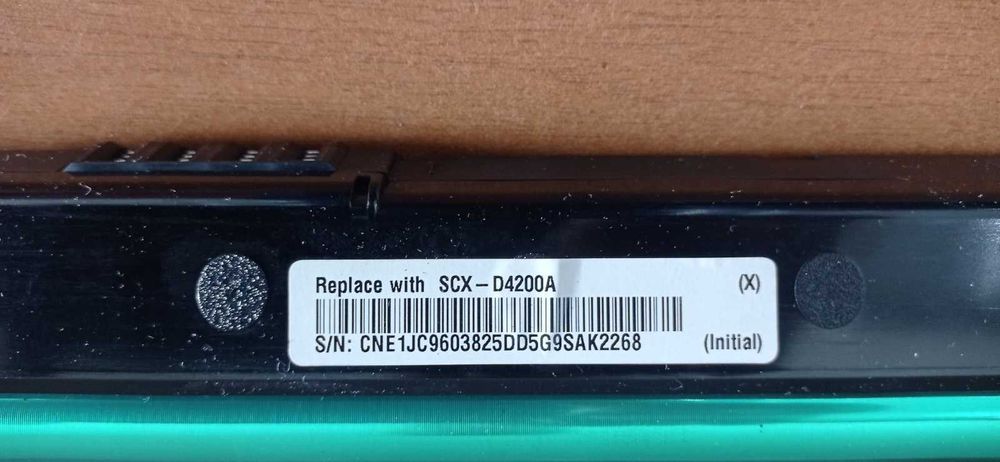 Replace with SCX-D4200A (X)
S/N: CNE1JC9603825DD5G9SAK2268 (Initial)